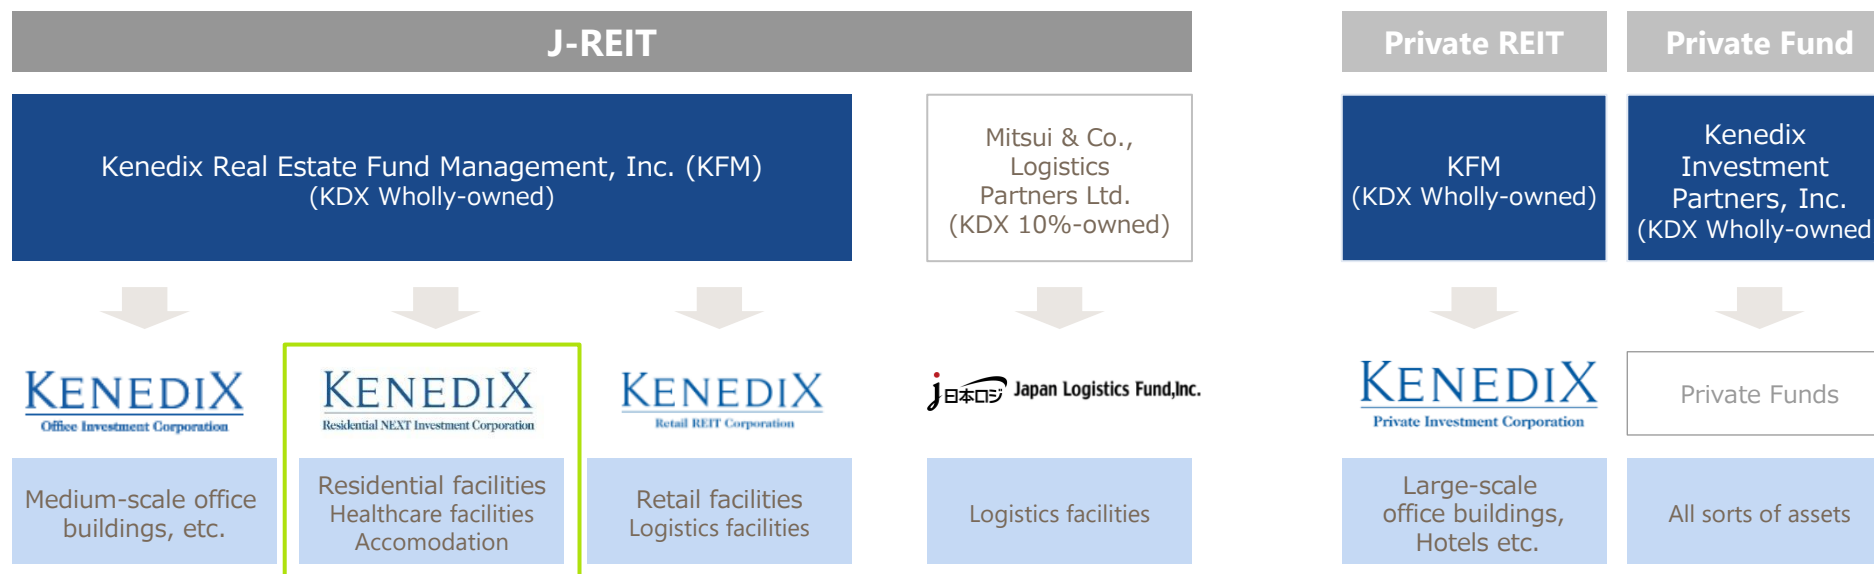 J-REIT
Private REIT
Private Fund
Kenedix Real Estate Fund Management, Inc. (KFM)
(KDX Wholly-owned)
Mitsui & Co.,
Logistics
Partners Ltd.
(KDX 10%-owned)
KFM
(KDX Wholly-owned)
Kenedix
Investment
Partners, Inc.
(KDX Wholly-owned
KENEDIX
Office Investment Corporation
KENEDIX
Residential NEXT Investment Corporation
KENEDIX
Retail REIT Corporation
j日本ロジ Japan Logistics Fund,Inc.
KENEDIX
Private Investment Corporation
Private Funds
Medium-scale office
buildings, etc.
Residential facilities
Healthcare facilities
Accomodation
Retail facilities
Logistics facilities
Logistics facilities
Large-scale
office buildings,
Hotels etc.
All sorts of assets